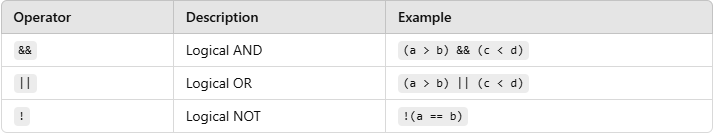 Operator Description Example
&& Logical AND (a > b) && (c < d)
|| Logical OR (a > b) || (c < d)
! Logical NOT !(a == b)